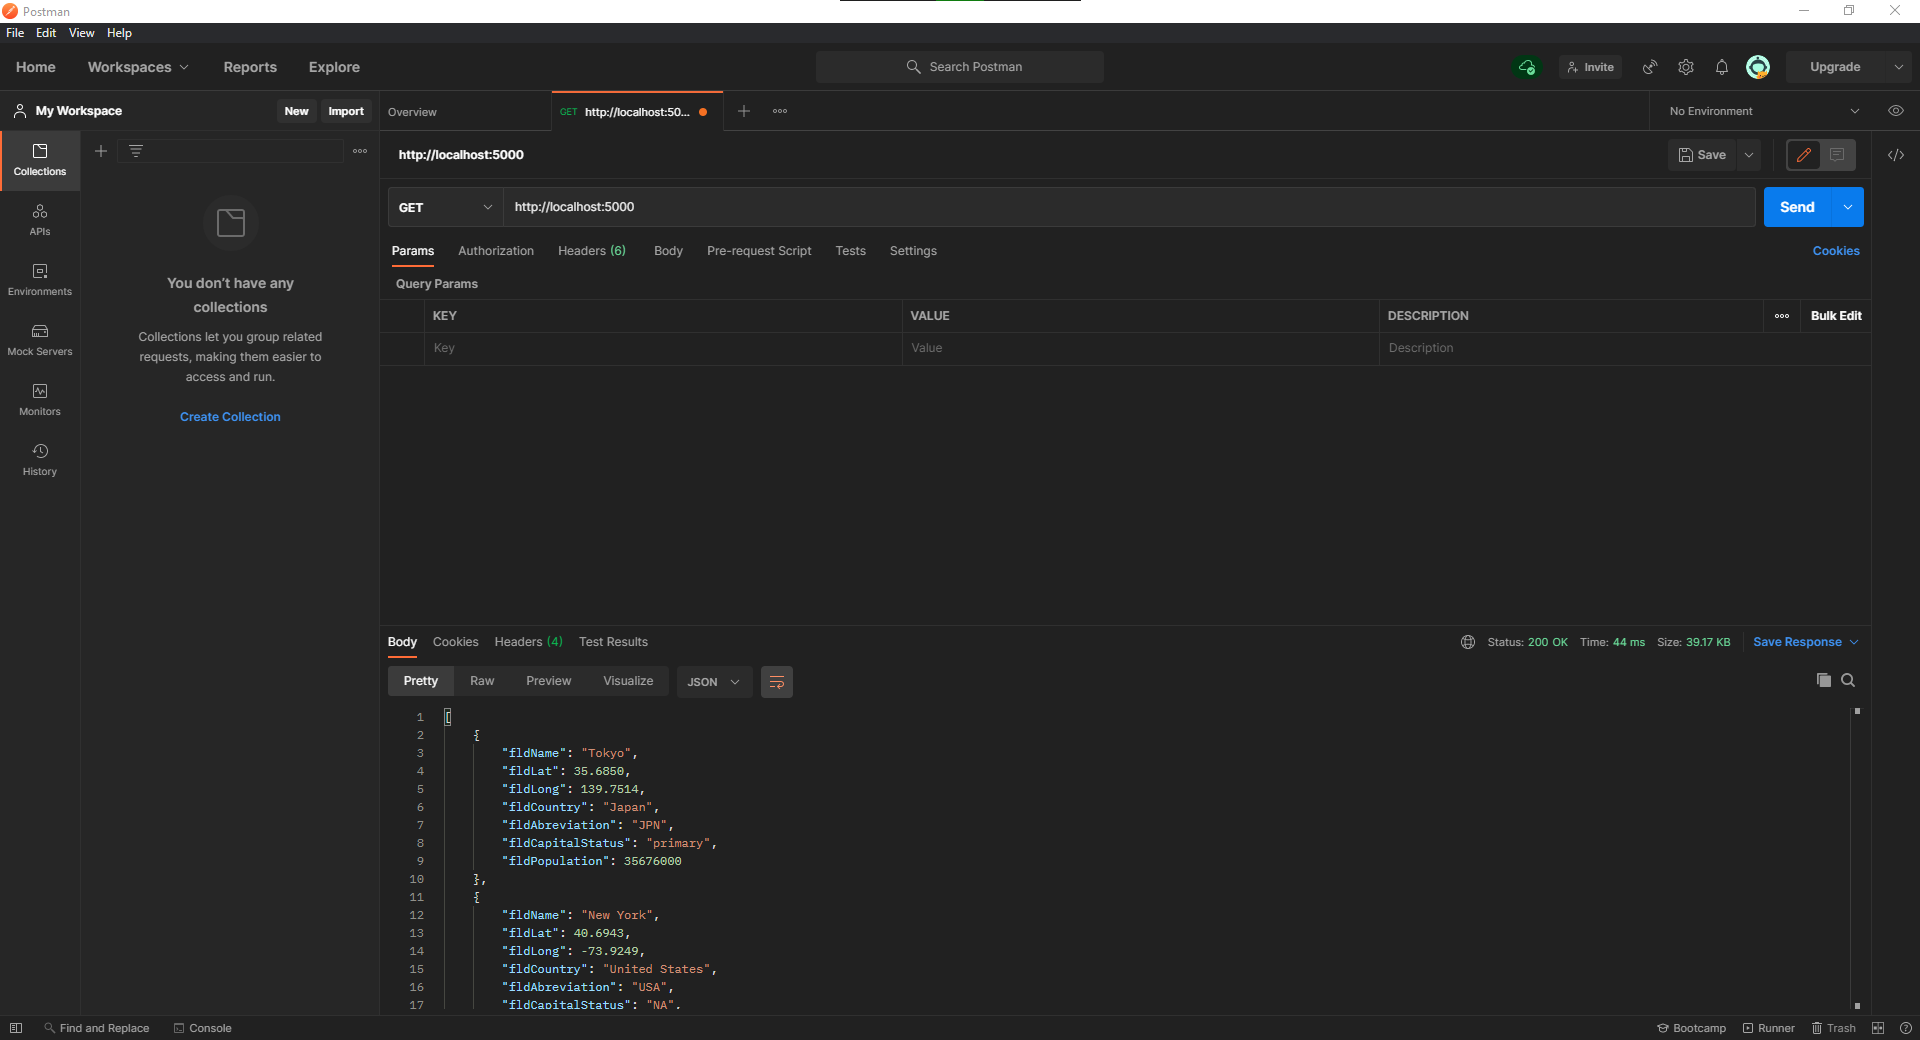 Postman
File Edit View Help
Home Workspaces Reports Explore Search Postman Invite Upgrade
My Workspace New Import Overview GET http://localhost:50... No Environment
Collections
APIs
Environments
Mock Servers
Monitors
History
You don't have any
collections
Collections let you group related
requests, making them easier to
access and run.
Create Collection
http://localhost:5000 Save
GET http://localhost:5000 Send
Params Authorization Headers (6) Body Pre-request Script Tests Settings Cookies
Query Params
KEY VALUE DESCRIPTION Bulk Edit
Key Value Description
Body Cookies Headers (4) Test Results Status: 200 OK Time: 44 ms Size: 39.17 KB Save Response
Pretty Raw Preview Visualize JSON
1 [
2 {
3 "fldName": "Tokyo",
4 "fldLat": 35.6850,
5 "fldLong": 139.7514,
6 "fldCountry": "Japan",
7 "fldAbreviation": "JPN",
8 "fldCapitalStatus": "primary",
9 "fldPopulation": 35676000
10 },
11 {
12 "fldName": "New York",
13 "fldLat": 40.6943,
14 "fldLong": -73.9249,
15 "fldCountry": "United States",
16 "fldAbreviation": "USA",
17 "fldCapitalStatus": "NA",
Find and Replace Console Bootcamp Runner Trash